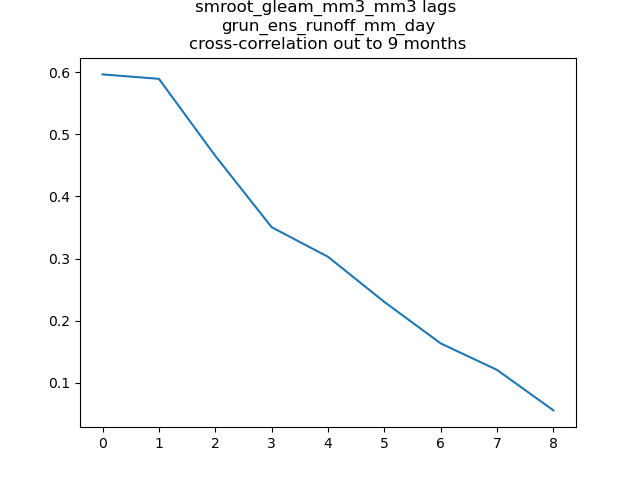 smroot_gleam_mm3_mm3 lags
grun_ens_runoff_mm_day
cross-correlation out to 9 months
0.6
0.5
0.4
0.3
0.2
0.1
0 1 2 3 4 5 6 7 8